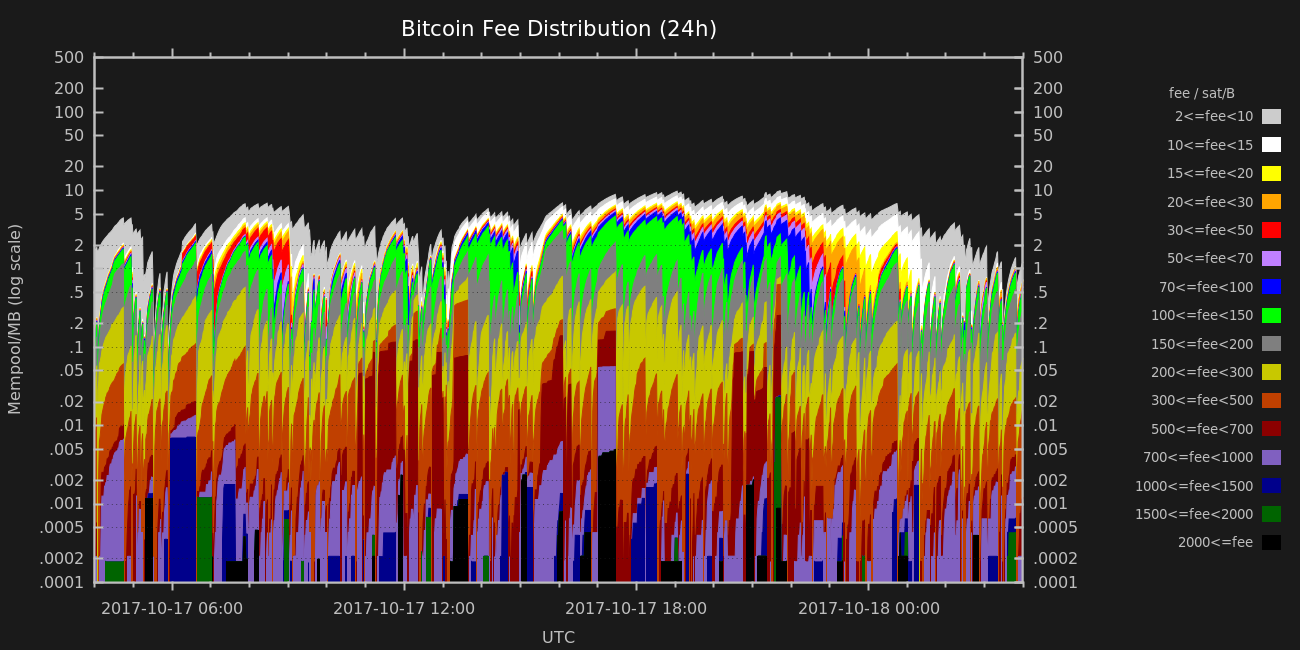 Bitcoin Fee Distribution (24h)
Mempool/MB (log scale)
500
200
100
50
20
10
5
2
1
.5
.2
.1
.05
.02
.01
.005
.002
.001
.0005
.0002
.0001
500
200
100
50
20
10
5
2
1
.5
.2
.1
.05
.02
.01
.005
.002
.001
.0005
.0002
.0001
2017-10-17 06:00
2017-10-17 12:00
2017-10-17 18:00
2017-10-18 00:00
UTC
fee / sat/B
2<=fee<10
10<=fee<15
15<=fee<20
20<=fee<30
30<=fee<50
50<=fee<70
70<=fee<100
100<=fee<150
150<=fee<200
200<=fee<300
300<=fee<500
500<=fee<700
700<=fee<1000
1000<=fee<1500
1500<=fee<2000
2000<=fee